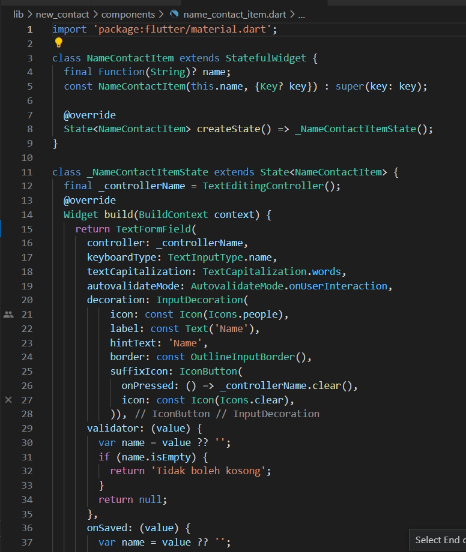 lib > new_contact > components > name_contact_item.dart > ...
1 import 'package:flutter/material.dart';
2
3 class NameContactItem extends StatefulWidget {
4   final Function(String)? name;
5   const NameContactItem(this.name, {Key? key}) : super(key: key);
6
7   @override
8   State<NameContactItem> createState() => _NameContactItemState();
9 }
10
11 class _NameContactItemState extends State<NameContactItem> {
12   final _controllerName = TextEditingController();
13   @override
14   Widget build(BuildContext context) {
15     return TextFormField(
16       controller: _controllerName,
17       keyboardType: TextInputType.name,
18       textCapitalization: TextCapitalization.words,
19       autovalidateMode: AutovalidateMode.onUserInteraction,
20       decoration: InputDecoration(
21           icon: const Icon(Icons.people),
22           label: const Text('Name'),
23           hintText: 'Name',
24           border: const OutlineInputBorder(),
25           suffixIcon: IconButton(
26             onPressed: () => _controllerName.clear(),
27             icon: const Icon(Icons.clear),
28           )), // IconButton // InputDecoration
29       validator: (value) {
30         var name = value ?? '';
31         if (name.isEmpty) {
32           return 'Tidak boleh kosong';
33         }
34         return null;
35       },
36       onSaved: (value) {
37         var name = value ?? '';
Select End o